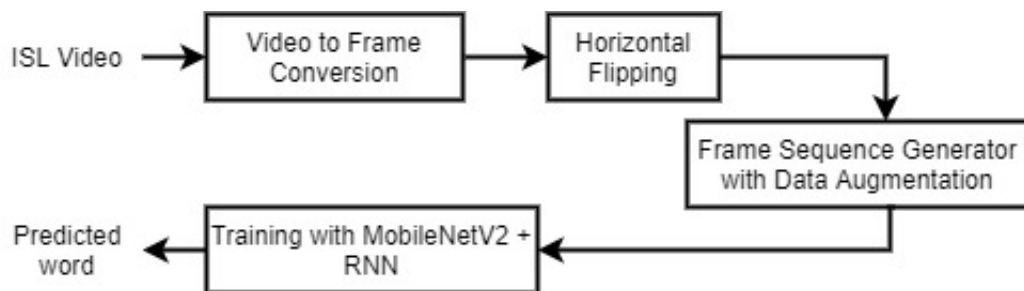 ISL Video
Video to Frame
Conversion
Horizontal
Flipping
Frame Sequence Generator
with Data Augmentation
Training with MobileNetV2 +
RNN
Predicted
word